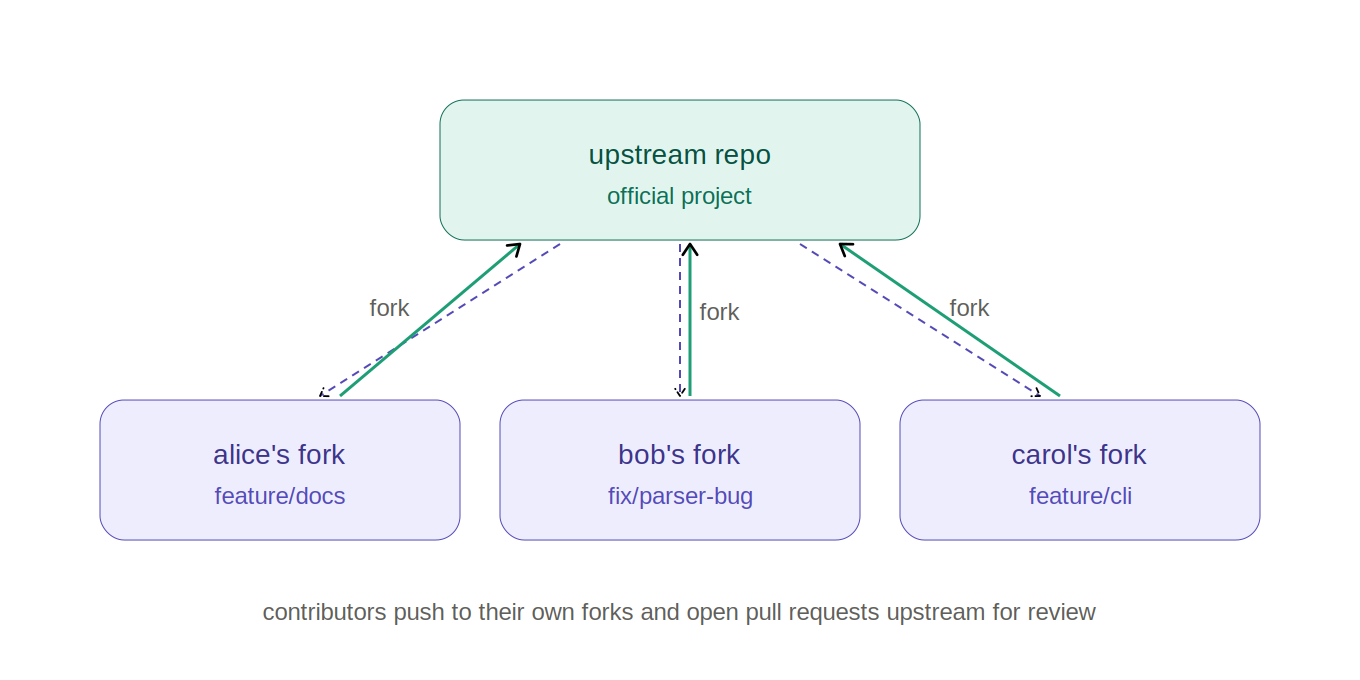 upstream repo
official project
fork
fork
fork
alice's fork
feature/docs
bob's fork
fix/parser-bug
carol's fork
feature/cli
contributors push to their own forks and open pull requests upstream for review